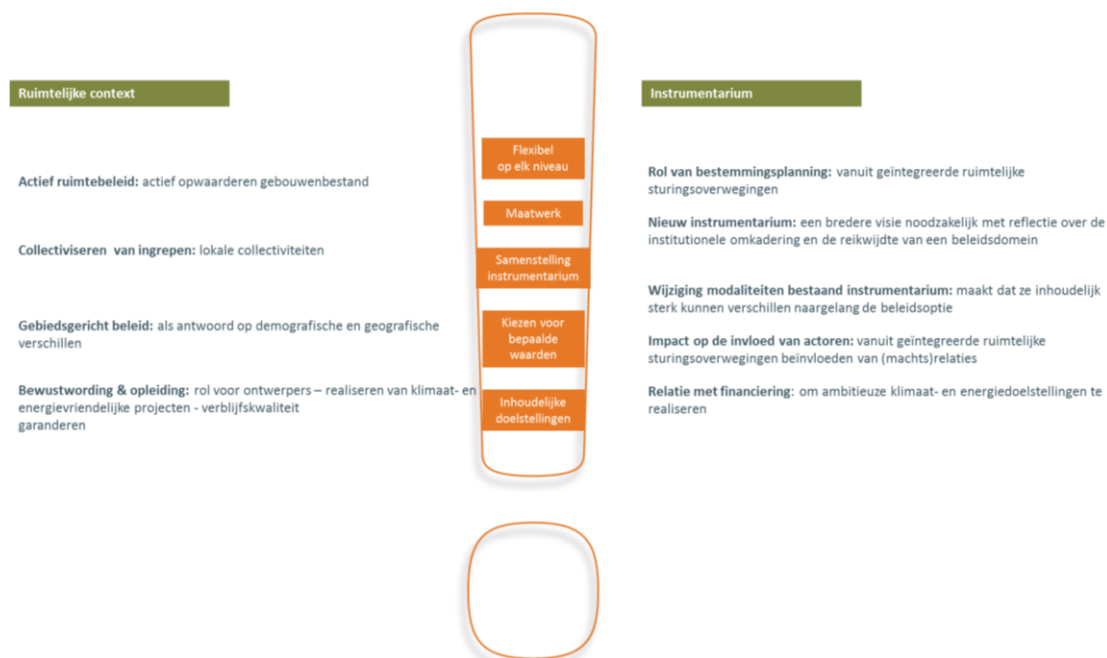 Ruimtelijke context
Actief ruimtebeleid: actief opwaarderen gebouwenbestand
Collectiviseren van ingrepen: lokale collectiviteiten
Gebiedsgericht beleid: als antwoord op demografische en geografische
verschillen
Bewustwording & opleiding: rol voor ontwerpers – realiseren van klimaat- en
energievriendelijke projecten - verblijfskwaliteit
garanderen
Flexibel
op elk niveau
Maatwerk
Samenstelling
instrumentarium
Kiezen voor
bepaalde
waarden
Inhoudelijke
doelstellingen
Instrumentarium
Rol van bestemmingsplanning: vanuit geïntegreerde ruimtelijke
sturingsoverwegingen
Nieuw instrumentarium: een bredere visie noodzakelijk met reflectie over de
institutionele omkadering en de reikwijdte van een beleidsdomein
Wijziging modaliteiten bestaand instrumentarium: maakt dat ze inhoudelijk
sterk kunnen verschillen naargelang de beleidsoptie
Impact op de invloed van actoren: vanuit geïntegreerde ruimtelijke
sturingsoverwegingen beïnvloeden van (machts)relaties
Relatie met financiering: om ambitieuze klimaat- en energiedoelstellingen te
realiseren